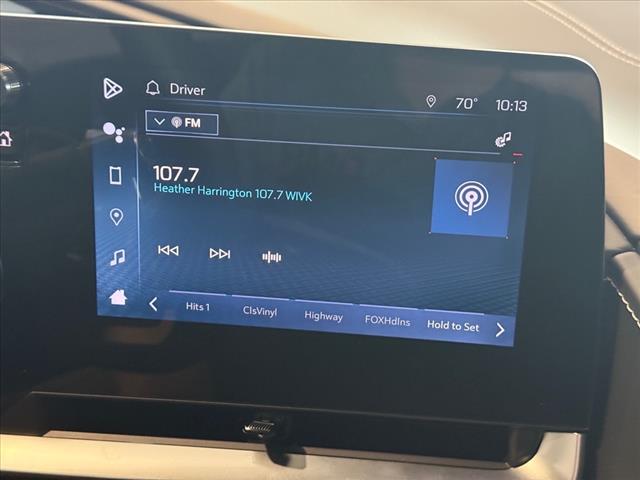 Driver
70° 10:13
FM
107.7
Heather Harrington 107.7 WIVK
Hits 1 ClsVinyl Highway FOXHdlns Hold to Set